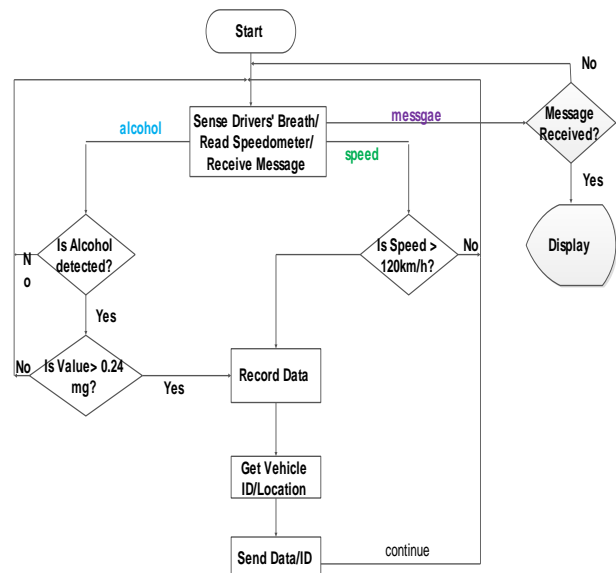 Start
No
Sense Drivers' Breath/
Read Speedometer/
Receive Message
alcohol
messgae
speed
Message
Received?
Yes
Display
Is Alcohol
detected?
N
o
Is Speed >
120km/h?
No
Yes
No
Is Value> 0.24
mg?
Yes
Record Data
Get Vehicle
ID/Location
Send Data/ID
continue